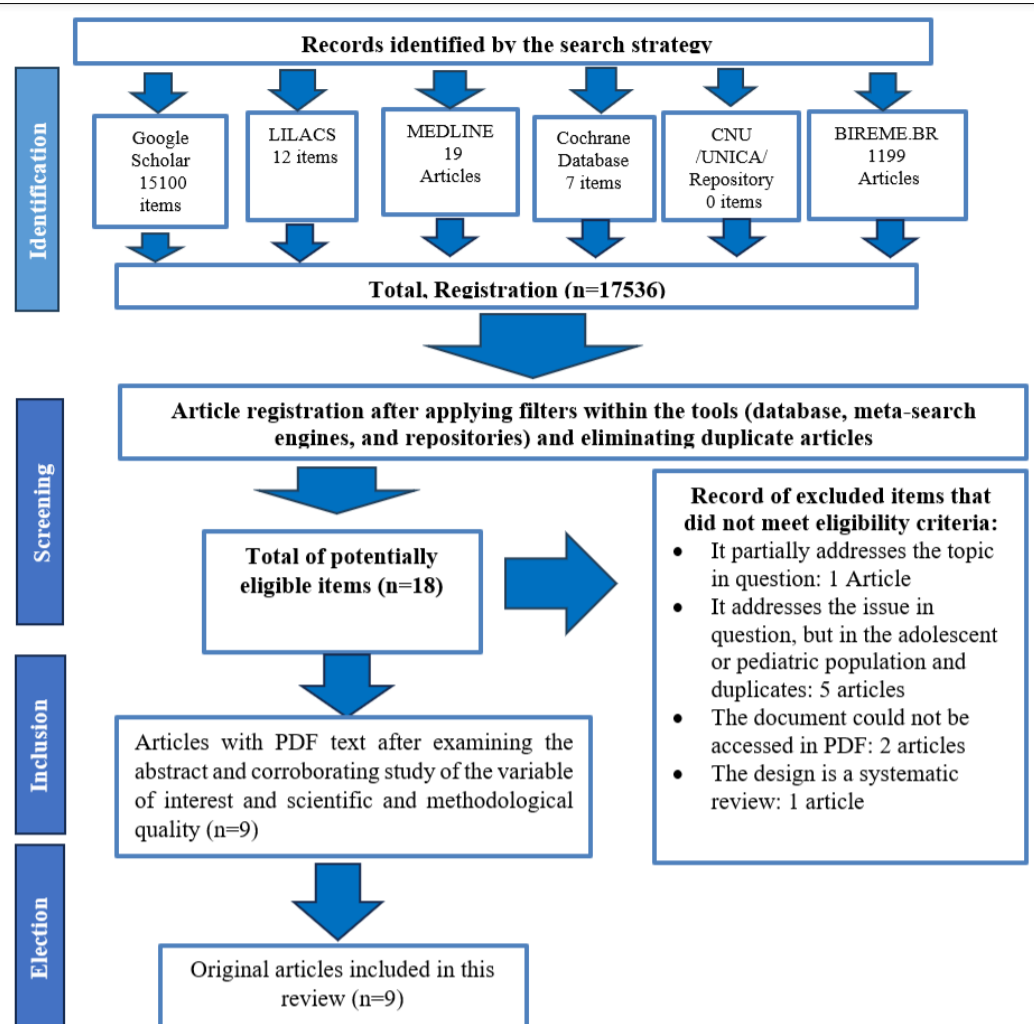 Records identified by the search strategy
Identification
Google
Scholar
15100
items
LILACS
12 items
MEDLINE
19
Articles
Cochrane
Database
7 items
CNU
/UNICA/
Repository
0 items
BIREME.BR
1199
Articles
Total, Registration (n=17536)
Screening
Article registration after applying filters within the tools (database, meta-search
engines, and repositories) and eliminating duplicate articles
Total of potentially
eligible items (n=18)
Record of excluded items that
did not meet eligibility criteria:
• It partially addresses the topic
in question: 1 Article
• It addresses the issue in
question, but in the adolescent
or pediatric population and
duplicates: 5 articles
• The document could not be
accessed in PDF: 2 articles
• The design is a systematic
review: 1 article
Inclusion
Articles with PDF text after examining the
abstract and corroborating study of the variable
of interest and scientific and methodological
quality (n=9)
Election
Original articles included in this
review (n=9)